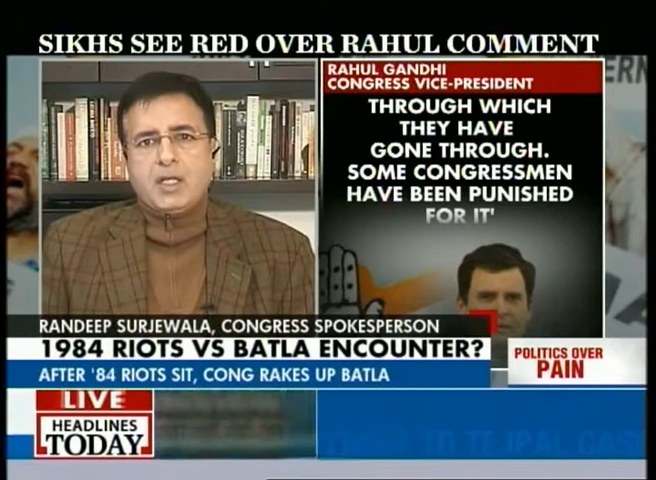 SIKHS SEE RED OVER RAHUL COMMENT
RAHUL GANDHI
CONGRESS VICE-PRESIDENT
THROUGH WHICH
THEY HAVE
GONE THROUGH.
SOME CONGRESSMEN
HAVE BEEN PUNISHED
FOR IT'
RANDEEP SURJEWALA, CONGRESS SPOKESPERSON
1984 RIOTS VS BATLA ENCOUNTER?
AFTER '84 RIOTS SIT, CONG RAKES UP BATLA
POLITICS OVER
PAIN
LIVE
HEADLINES
TODAY